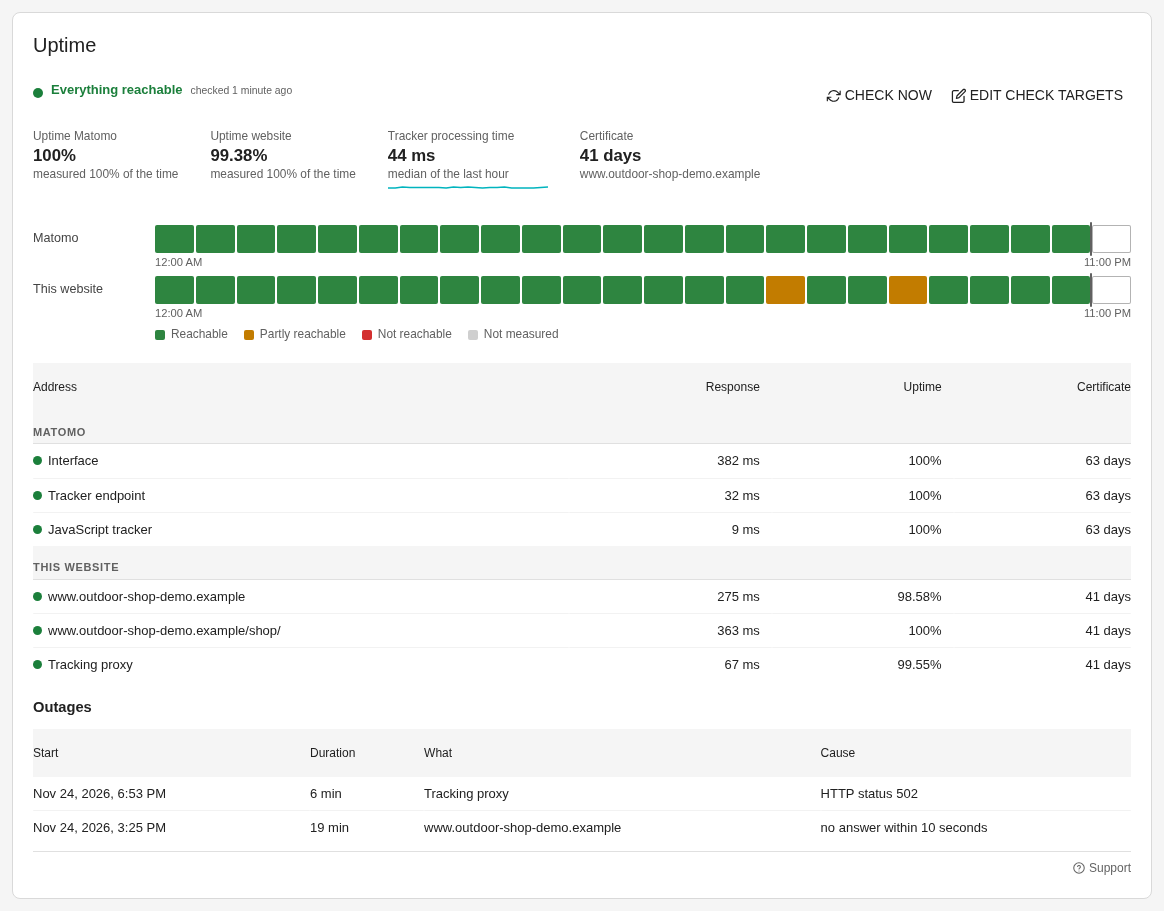 Uptime
Everything reachable checked 1 minute ago
CHECK NOW EDIT CHECK TARGETS
Uptime Matomo
100%
measured 100% of the time
Uptime website
99.38%
measured 100% of the time
Tracker processing time
44 ms
median of the last hour
Certificate
41 days
www.outdoor-shop-demo.example
Matomo
12:00 AM 11:00 PM
This website
12:00 AM 11:00 PM
Reachable Partly reachable Not reachable Not measured
Address Response Uptime Certificate
MATOMO
Interface 382 ms 100% 63 days
Tracker endpoint 32 ms 100% 63 days
JavaScript tracker 9 ms 100% 63 days
THIS WEBSITE
www.outdoor-shop-demo.example 275 ms 98.58% 41 days
www.outdoor-shop-demo.example/shop/ 363 ms 100% 41 days
Tracking proxy 67 ms 99.55% 41 days
Outages
Start Duration What Cause
Nov 24, 2026, 6:53 PM 6 min Tracking proxy HTTP status 502
Nov 24, 2026, 3:25 PM 19 min www.outdoor-shop-demo.example no answer within 10 seconds
Support